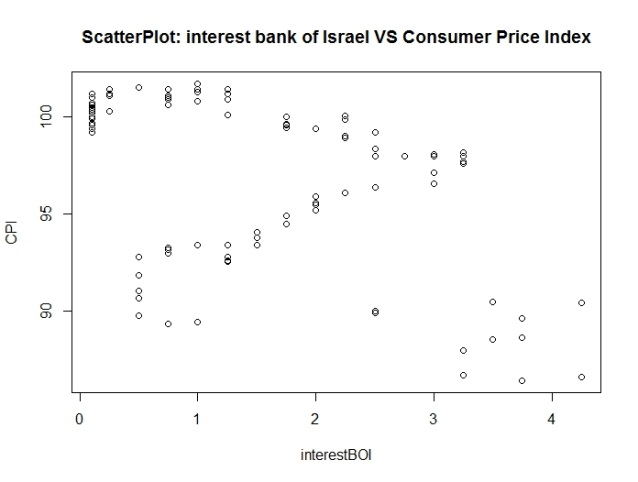 ScatterPlot: interest bank of Israel VS Consumer Price Index
100
95
90
CPI
0 1 2 3 4
interestBOI